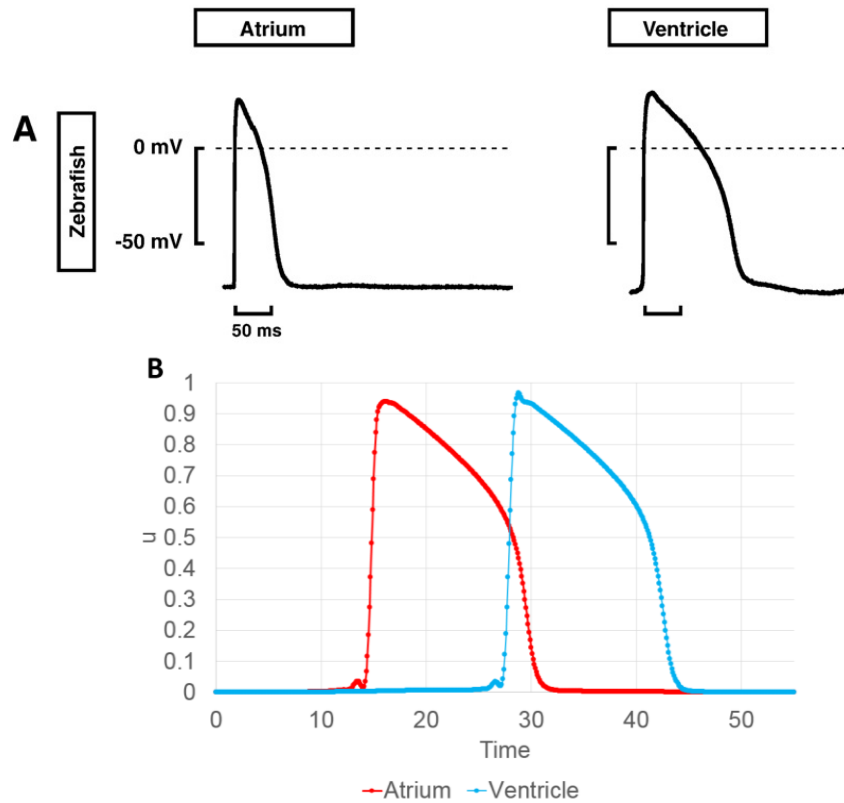 Atrium
Ventricle
A
Zebrafish
0 mV
-50 mV
50 ms
B
1
0.9
0.8
0.7
0.6
0.5
0.4
0.3
0.2
0.1
0
u
0 10 20 30 40 50
Time
Atrium Ventricle